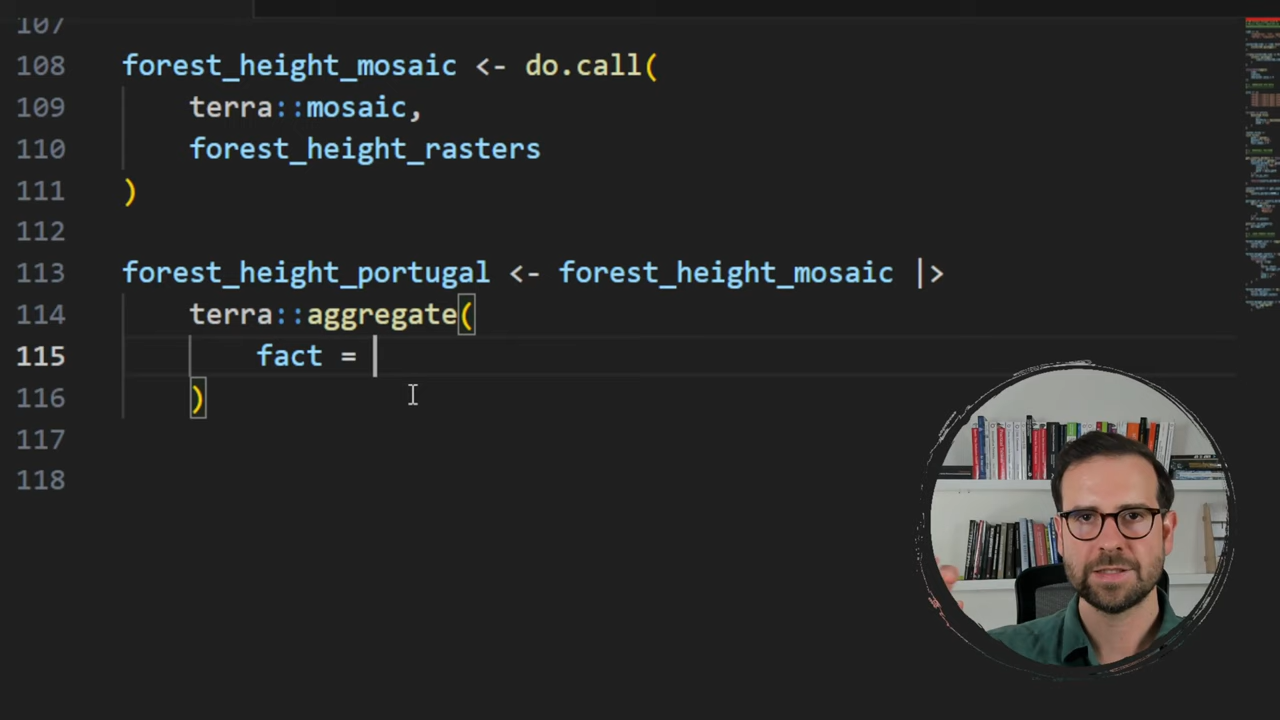 107
108 forest_height_mosaic <- do.call(
109 terra::mosaic,
110 forest_height_rasters
111 )
112
113 forest_height_portugal <- forest_height_mosaic |>
114 terra::aggregate(
115 fact =
116 )
117
118